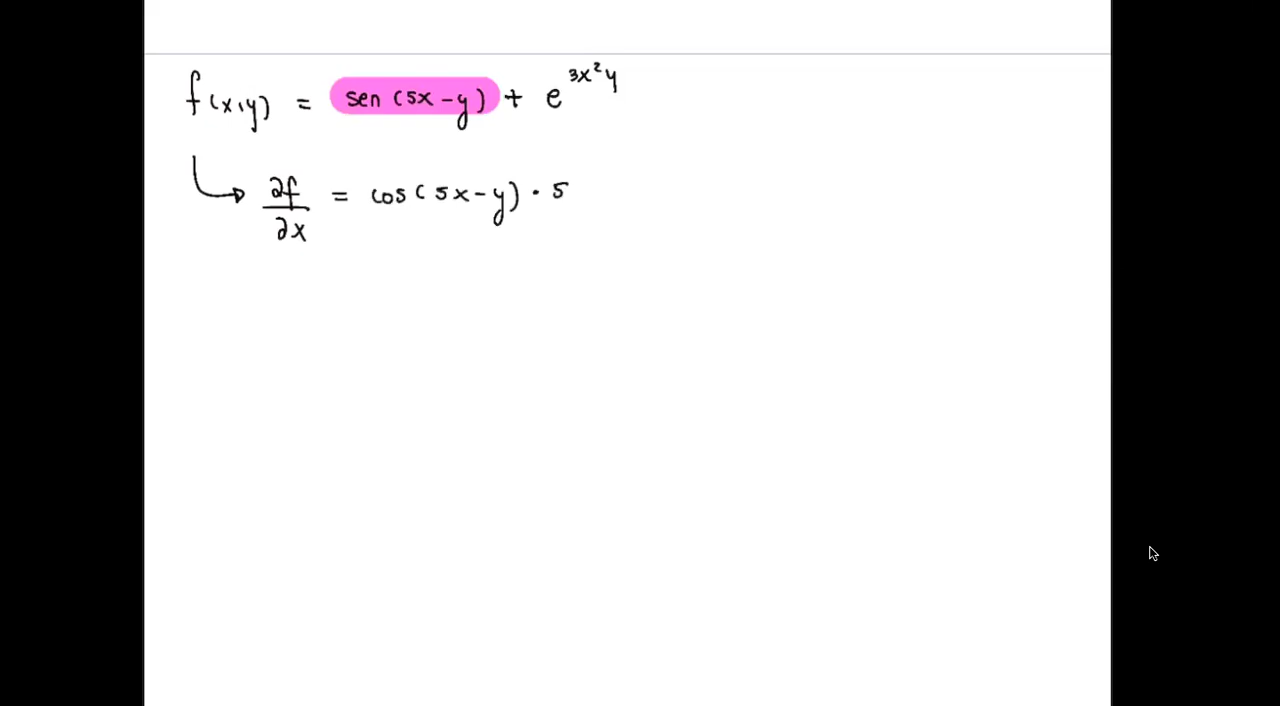 f(x,y) = sen (5x-y) + e^{3x²y}
∂f/∂x = cos(5x-y) · 5